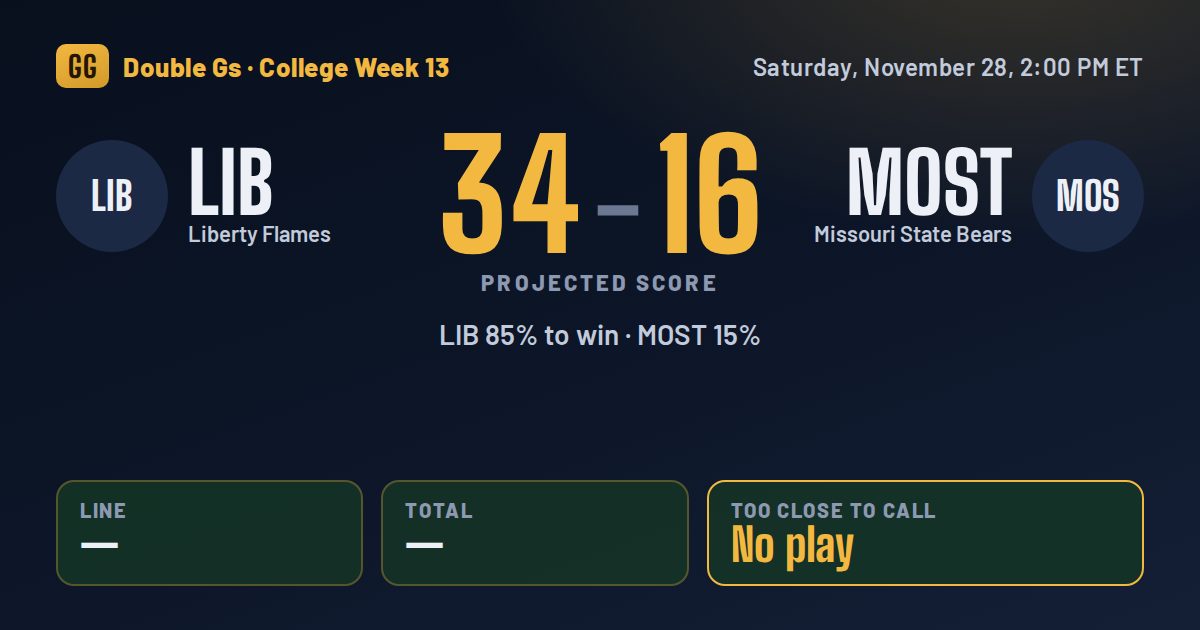 GG Double Gs · College Week 13
Saturday, November 28, 2:00 PM ET
LIB
LIB
Liberty Flames
34 – 16
PROJECTED SCORE
LIB 85% to win · MOST 15%
MOST
Missouri State Bears
MOS
LINE
—
TOTAL
—
TOO CLOSE TO CALL
No play